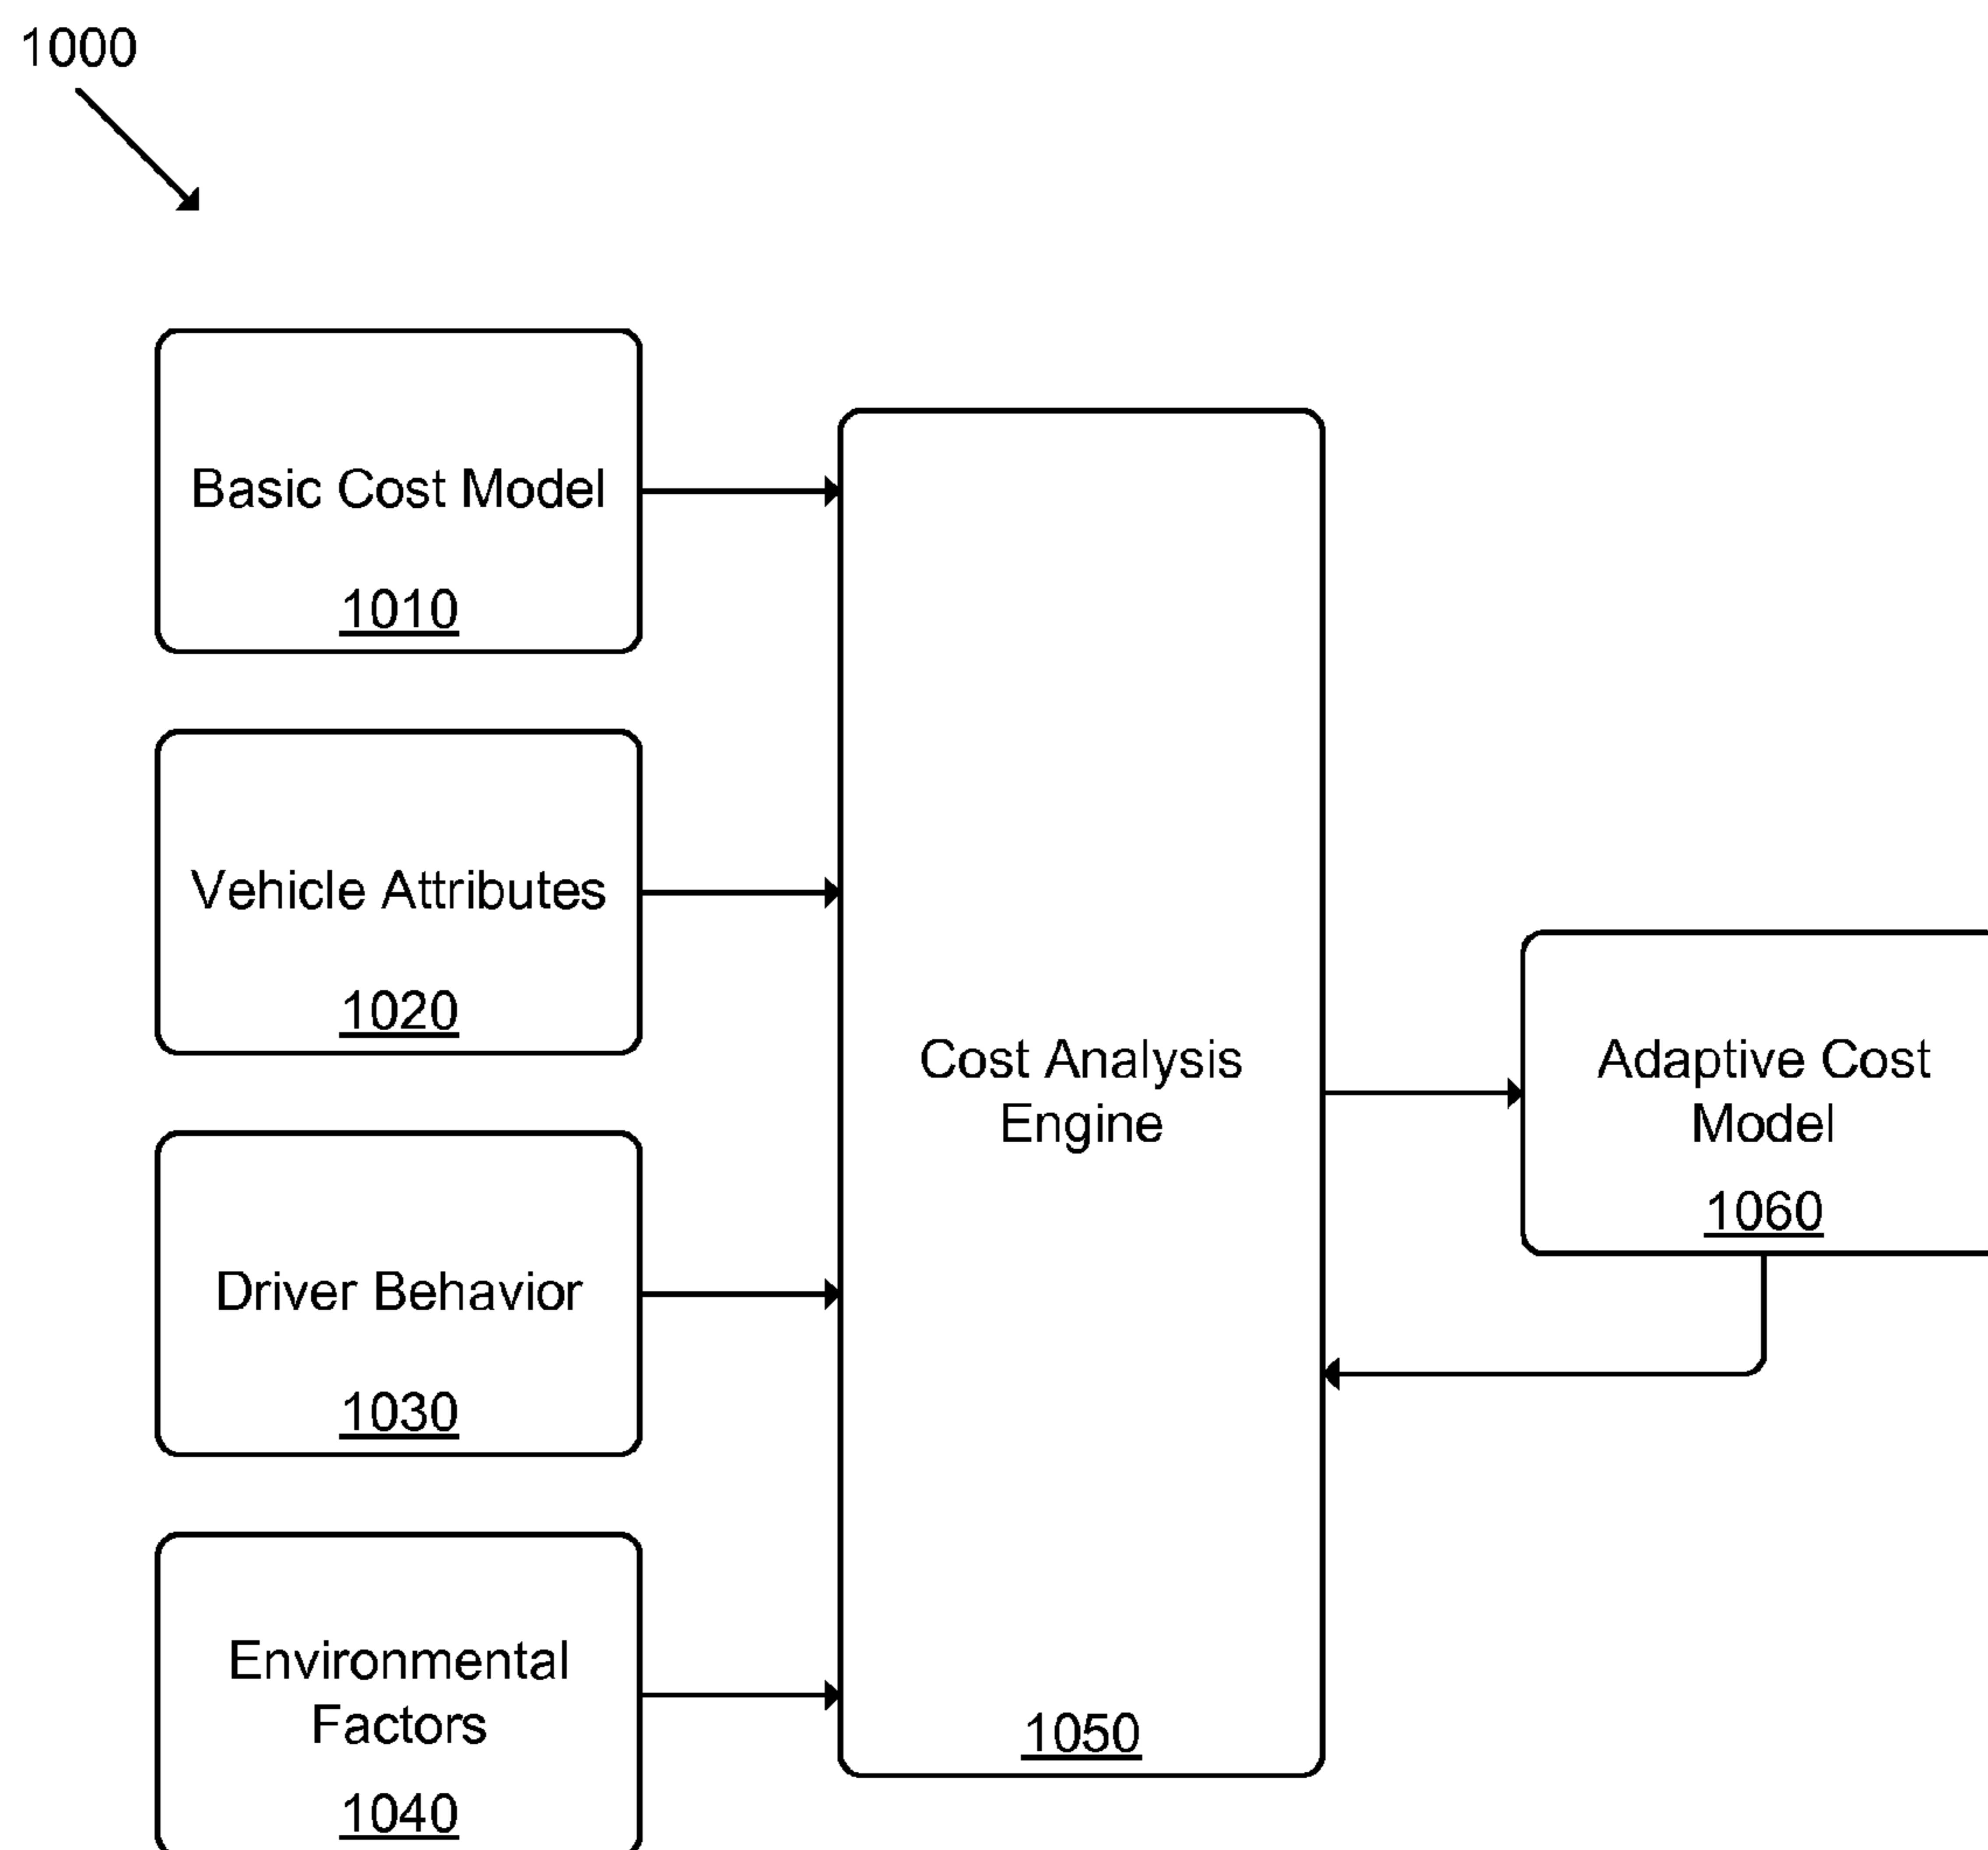 1000
Basic Cost Model
1010
Vehicle Attributes
1020
Driver Behavior
1030
Environmental
Factors
1040
Cost Analysis
Engine
1050
Adaptive Cost
Model
1060